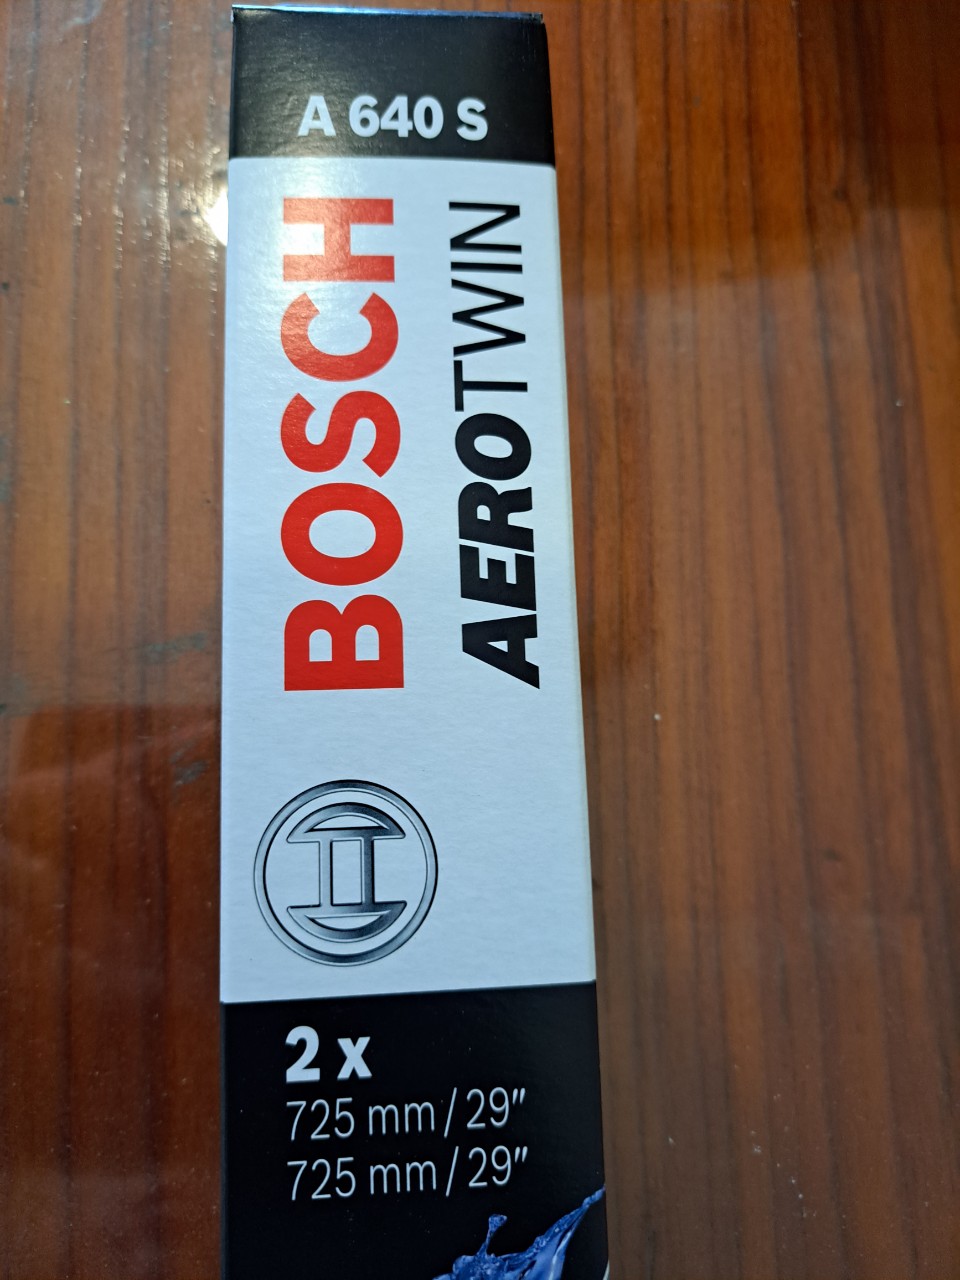 A 640 S
BOSCH
AEROTWIN
2 x
725 mm / 29"
725 mm / 29"